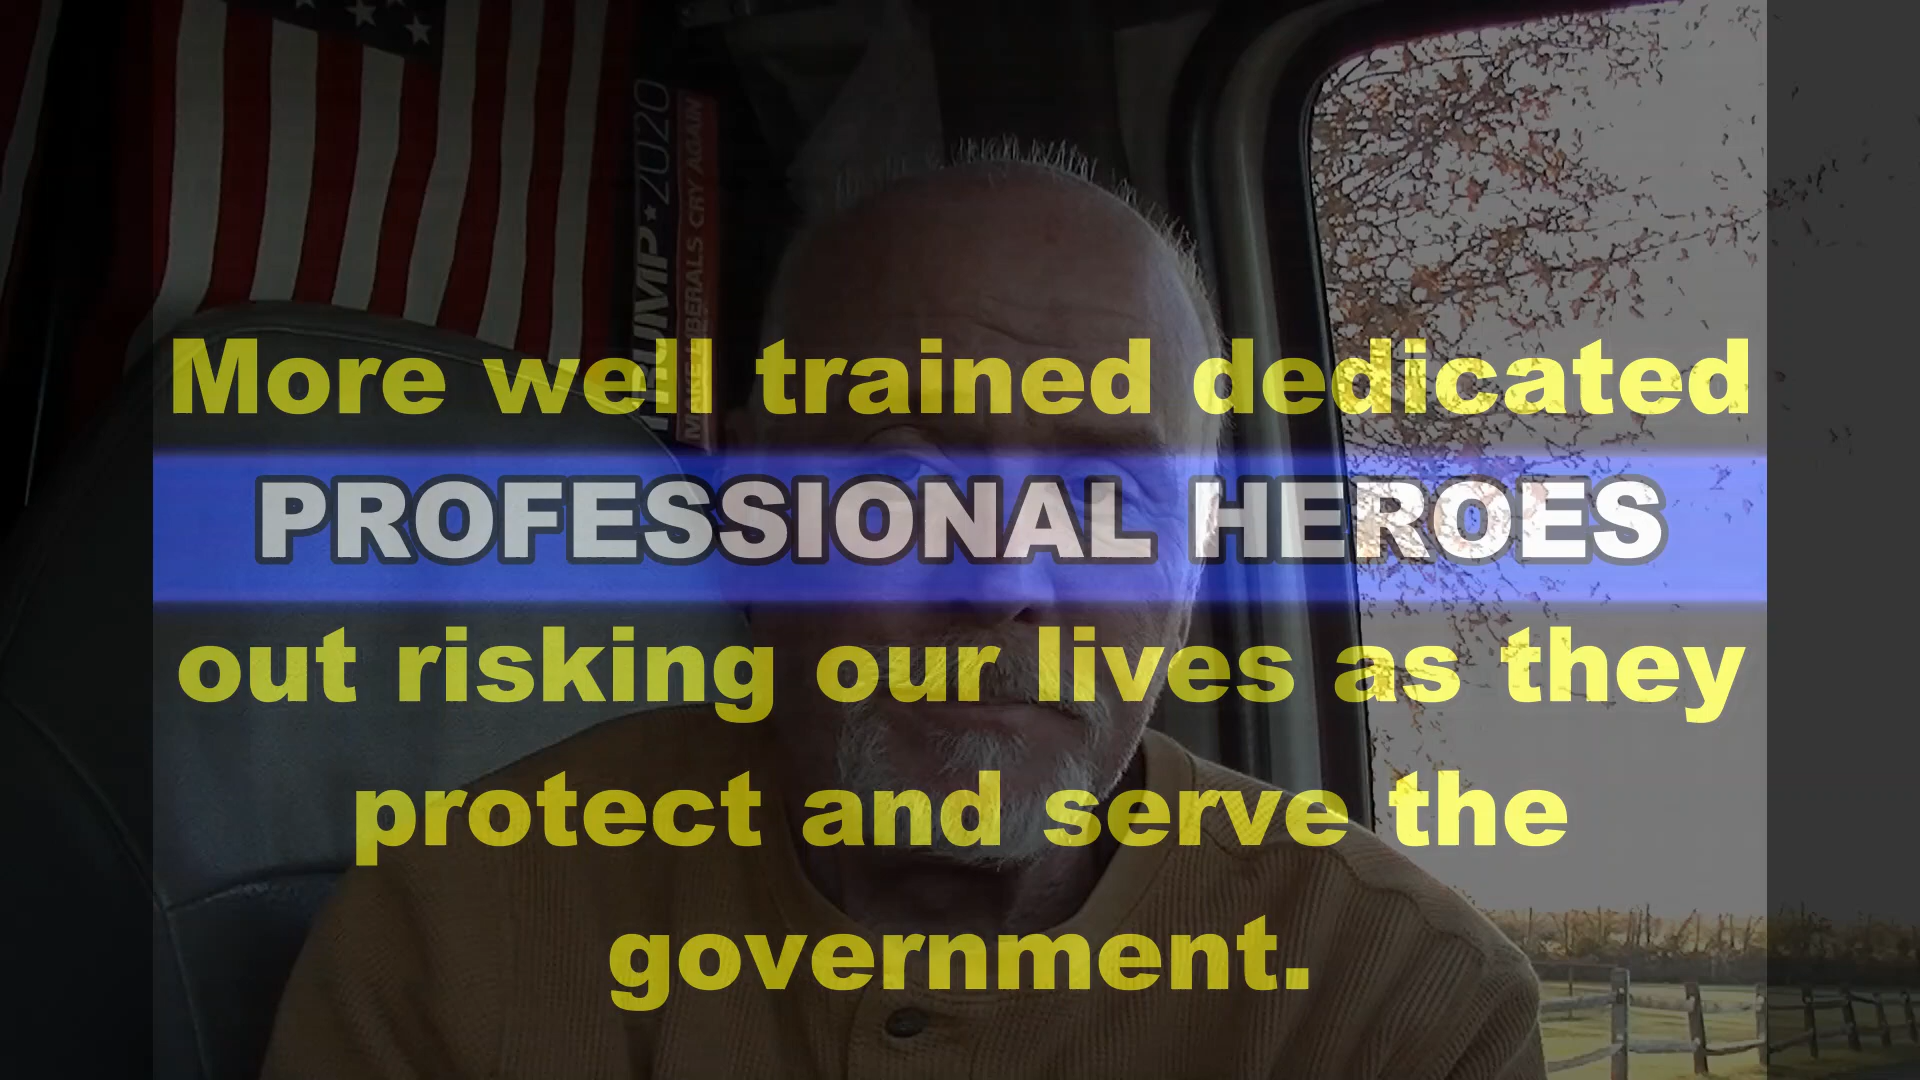 TRUMP★2020
MAKE LIBERALS CRY AGAIN
More well trained dedicated
PROFESSIONAL HEROES
out risking our lives as they
protect and serve the
government.